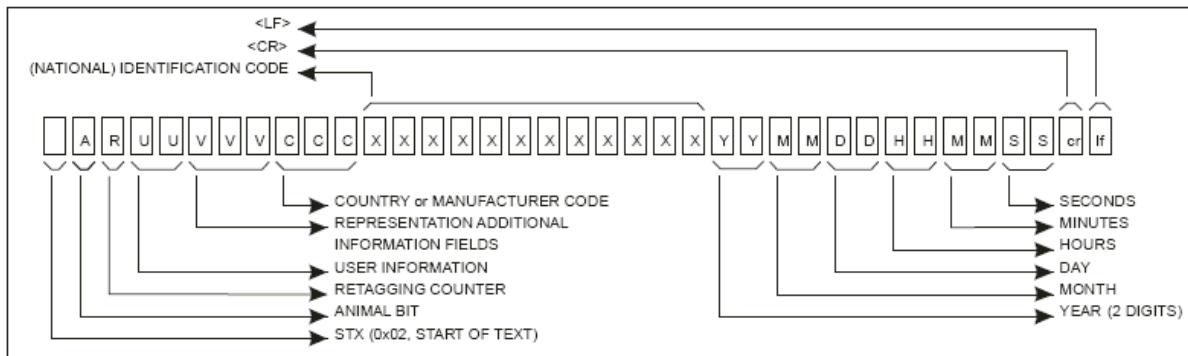 <LF>
<CR>
(NATIONAL) IDENTIFICATION CODE
A R U U V V V C C C X X X X X X X X X X X X Y Y M M D D H H M M S S cr lf
COUNTRY or MANUFACTURER CODE
REPRESENTATION ADDITIONAL
INFORMATION FIELDS
USER INFORMATION
RETAGGING COUNTER
ANIMAL BIT
STX (0x02, START OF TEXT)
SECONDS
MINUTES
HOURS
DAY
MONTH
YEAR (2 DIGITS)